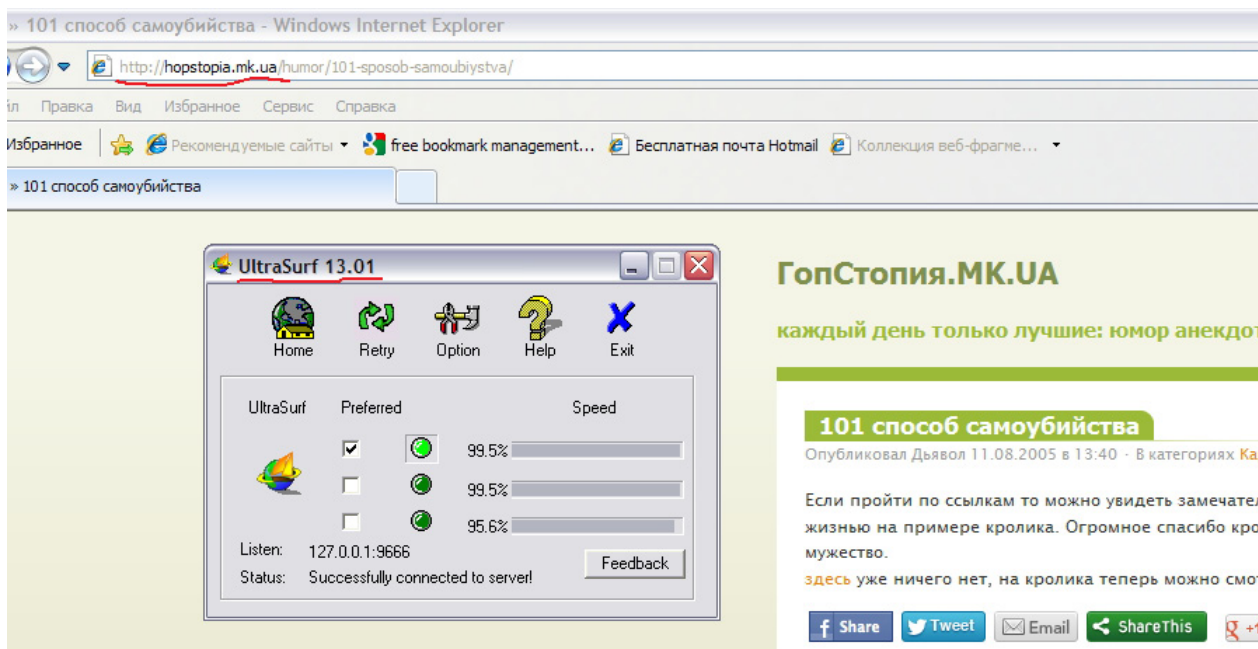 » 101 способ самоубийства - Windows Internet Explorer
http://hopstopia.mk.ua/humor/101-sposob-samoubiystva/
Правка Вид Избранное Сервис Справка
Избранное Рекомендуемые сайты free bookmark management... Бесплатная почта Hotmail Коллекция веб-фрагме...
» 101 способ самоубийства
UltraSurf 13.01
Home Retry Option Help Exit
UltraSurf Preferred Speed
99.5%
99.5%
95.6%
Listen: 127.0.0.1:9666
Status: Successfully connected to server!
Feedback
ГопСтопия.MK.UA
каждый день только лучшие: юмор анекдо
101 способ самоубийства
Опубликовал Дьявол 11.08.2005 в 13:40 · В категориях Ка
Если пройти по ссылкам то можно увидеть замечател
жизнью на примере кролика. Огромное спасибо кро
мужество.
здесь уже ничего нет, на кролика теперь можно смо
Share Tweet Email ShareThis +1